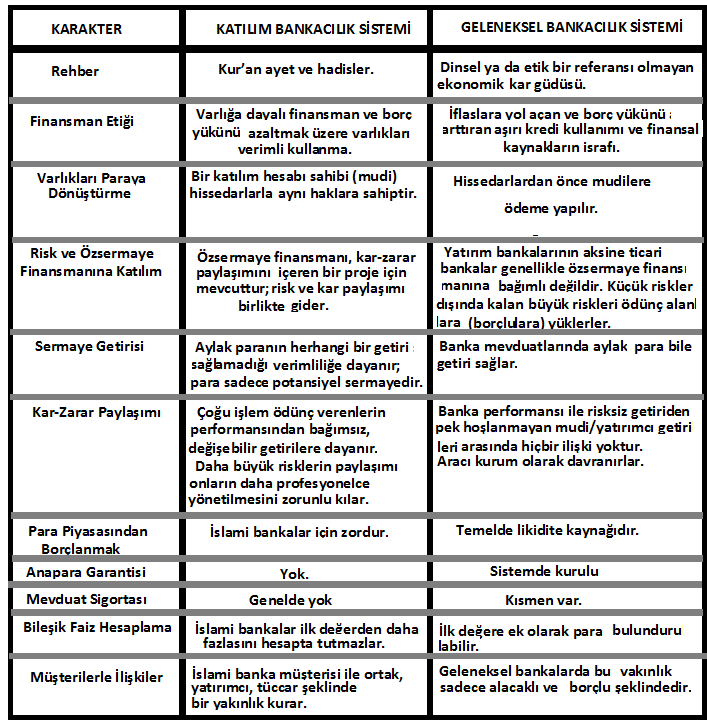 KARAKTER
KATILIM BANKACILIK SİSTEMİ
GELENEKSEL BANKACILIK SİSTEMİ
Rehber
Kur'an ayet ve hadisler.
Dinsel ya da etik bir referansı olmayan
ekonomik kar güdüsü.
Finansman Etiği
Varlığa dayalı finansman ve borç
yükünü azaltmak üzere varlıkları
verimli kullanma.
İflaslara yol açan ve borç yükünü
arttıran aşırı kredi kullanımı ve finansal
kaynakların israfı.
Varlıkları Paraya
Dönüştürme
Bir katılım hesabı sahibi (mudi)
hissedarlarla aynı haklara sahiptir.
Hissedarlardan önce mudilere
ödeme yapılır.
Risk ve Özsermaye
Finansmanına Katılım
Özsermaye finansmanı, kar-zarar
paylaşımını içeren bir proje için
mevcuttur; risk ve kar paylaşımı
birlikte gider.
Yatırım bankalarının aksine ticari
bankalar genellikle özsermaye finansı
manına bağımlı değildir. Küçük riskler
dışında kalan büyük riskleri ödünç alanl
lara (borçlulara) yüklerler.
Sermaye Getirisi
Aylak paranın herhangi bir getiri
sağlamadığı verimliliğe dayanır;
para sadece potansiyel sermayedir.
Banka mevduatlarında aylak para bile
getiri sağlar.
Kar-Zarar Paylaşımı
Çoğu işlem ödünç verenlerin
performansından bağımsız,
değişebilir getirilere dayanır.
Daha büyük risklerin paylaşımı
onların daha profesyonelce
yönetilmesini zorunlu kılar.
Banka performansı ile risksiz getiriden
pek hoşlanmayan mudi/yatırımcı getiri
leri arasında hiçbir ilişki yoktur.
Aracı kurum olarak davranırlar.
Para Piyasasından
Borçlanmak
İslami bankalar için zordur.
Temelde likidite kaynağıdır.
Anapara Garantisi
Yok.
Sistemde kurulu
Mevduat Sigortası
Genelde yok
Kısmen var.
Bileşik Faiz Hesaplama
İslami bankalar ilk değerden daha
fazlasını hesapta tutmazlar.
İlk değere ek olarak para bulunduru
labilir.
Müşterilerle İlişkiler
İslami banka müşterisi ile ortak,
yatırımcı, tüccar şeklinde
bir yakınlık kurar.
Geleneksel bankalarda bu yakınlık
sadece alacaklı ve borçlu şeklindedir.